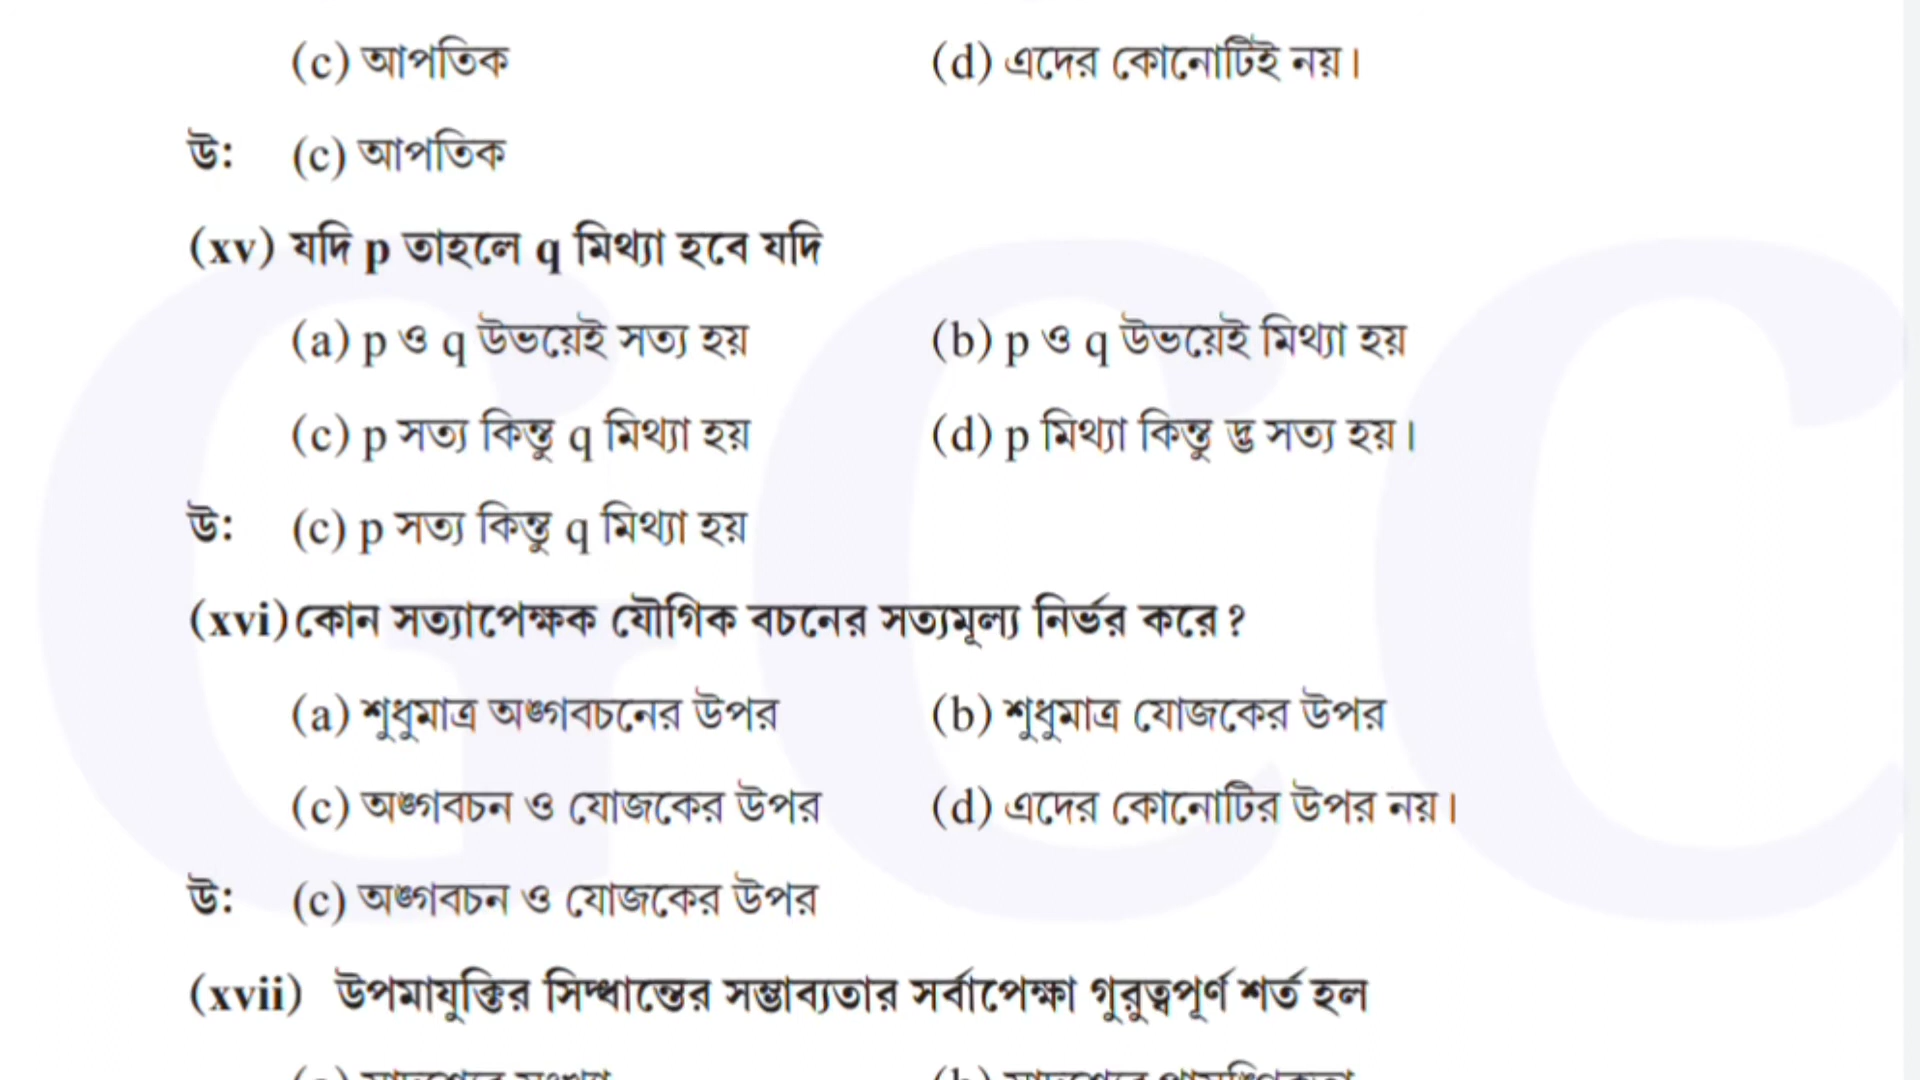 (c) আপতিক (d) এদের কোনোটিই নয়।
উ: (c) আপতিক
(xv) যদি p তাহলে q মিথ্যা হবে যদি
(a) p ও q উভয়েই সত্য হয় (b) p ও q উভয়েই মিথ্যা হয়
(c) p সত্য কিন্তু q মিথ্যা হয় (d) p মিথ্যা কিন্তু দ্ভ সত্য হয়।
উ: (c) p সত্য কিন্তু q মিথ্যা হয়
(xvi) কোন সত্যাপেক্ষক যৌগিক বচনের সত্যমূল্য নির্ভর করে?
(a) শুধুমাত্র অঙ্গবচনের উপর (b) শুধুমাত্র যোজকের উপর
(c) অঙ্গবচন ও যোজকের উপর (d) এদের কোনোটির উপর নয়।
উ: (c) অঙ্গবচন ও যোজকের উপর
(xvii) উপমাযুক্তির সিদ্ধান্তের সম্ভাব্যতার সর্বাপেক্ষা গুরুত্বপূর্ণ শর্ত হল
GCC